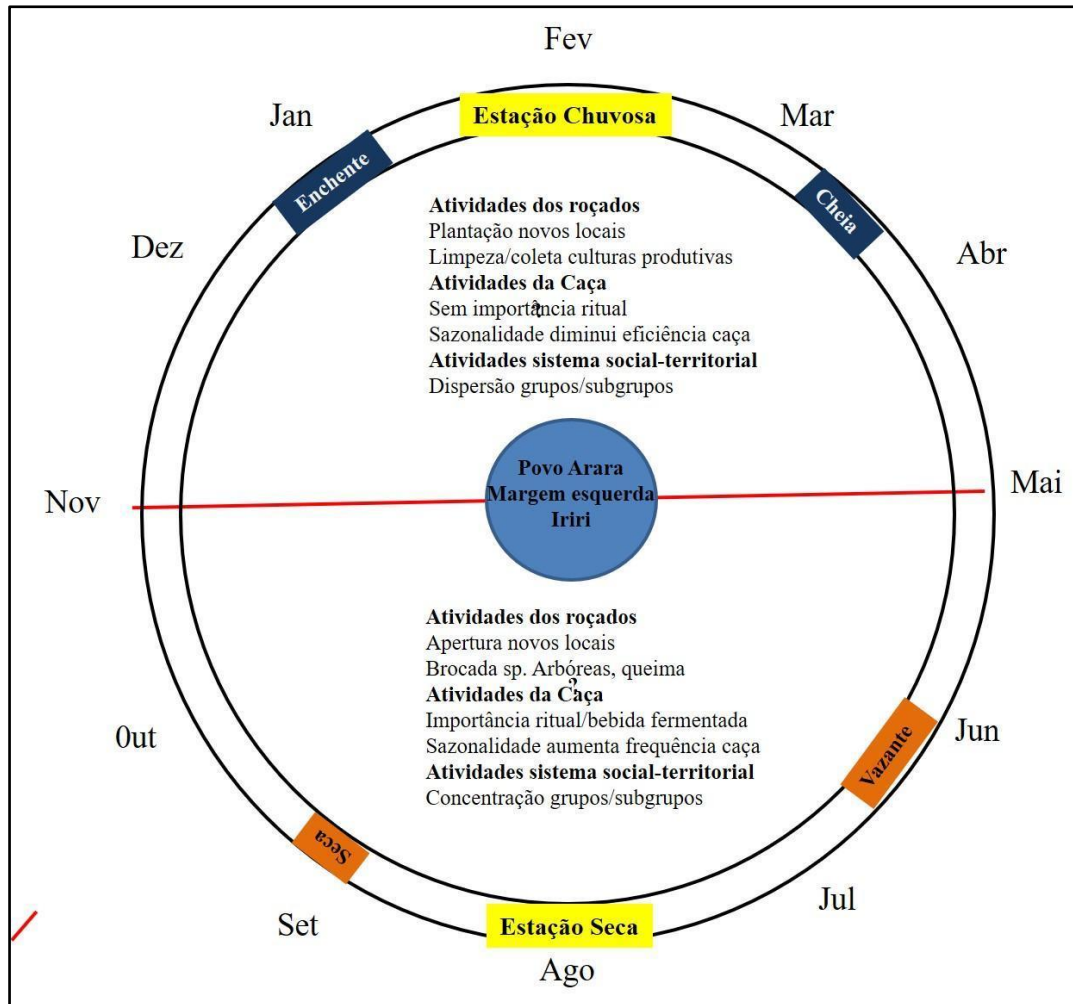 Fev
Jan
Estação Chuvosa
Mar
Enchente
Cheia
Dez
Abr
Atividades dos roçados
Plantação novos locais
Limpeza/coleta culturas produtivas
Atividades da Caça
Sem importância ritual
?
Sazonalidade diminui eficiência caça
Atividades sistema social-territorial
Dispersão grupos/subgrupos
Povo Arara
Margem esquerda
Iriri
Nov
Mai
Atividades dos roçados
Apertura novos locais
Brocada sp. Arbóreas, queima
?
Atividades da Caça
Importância ritual/bebida fermentada
Sazonalidade aumenta frequência caça
Atividades sistema social-territorial
Concentração grupos/subgrupos
0ut
Jun
Vazante
Seca
Jul
Set
Estação Seca
Ago